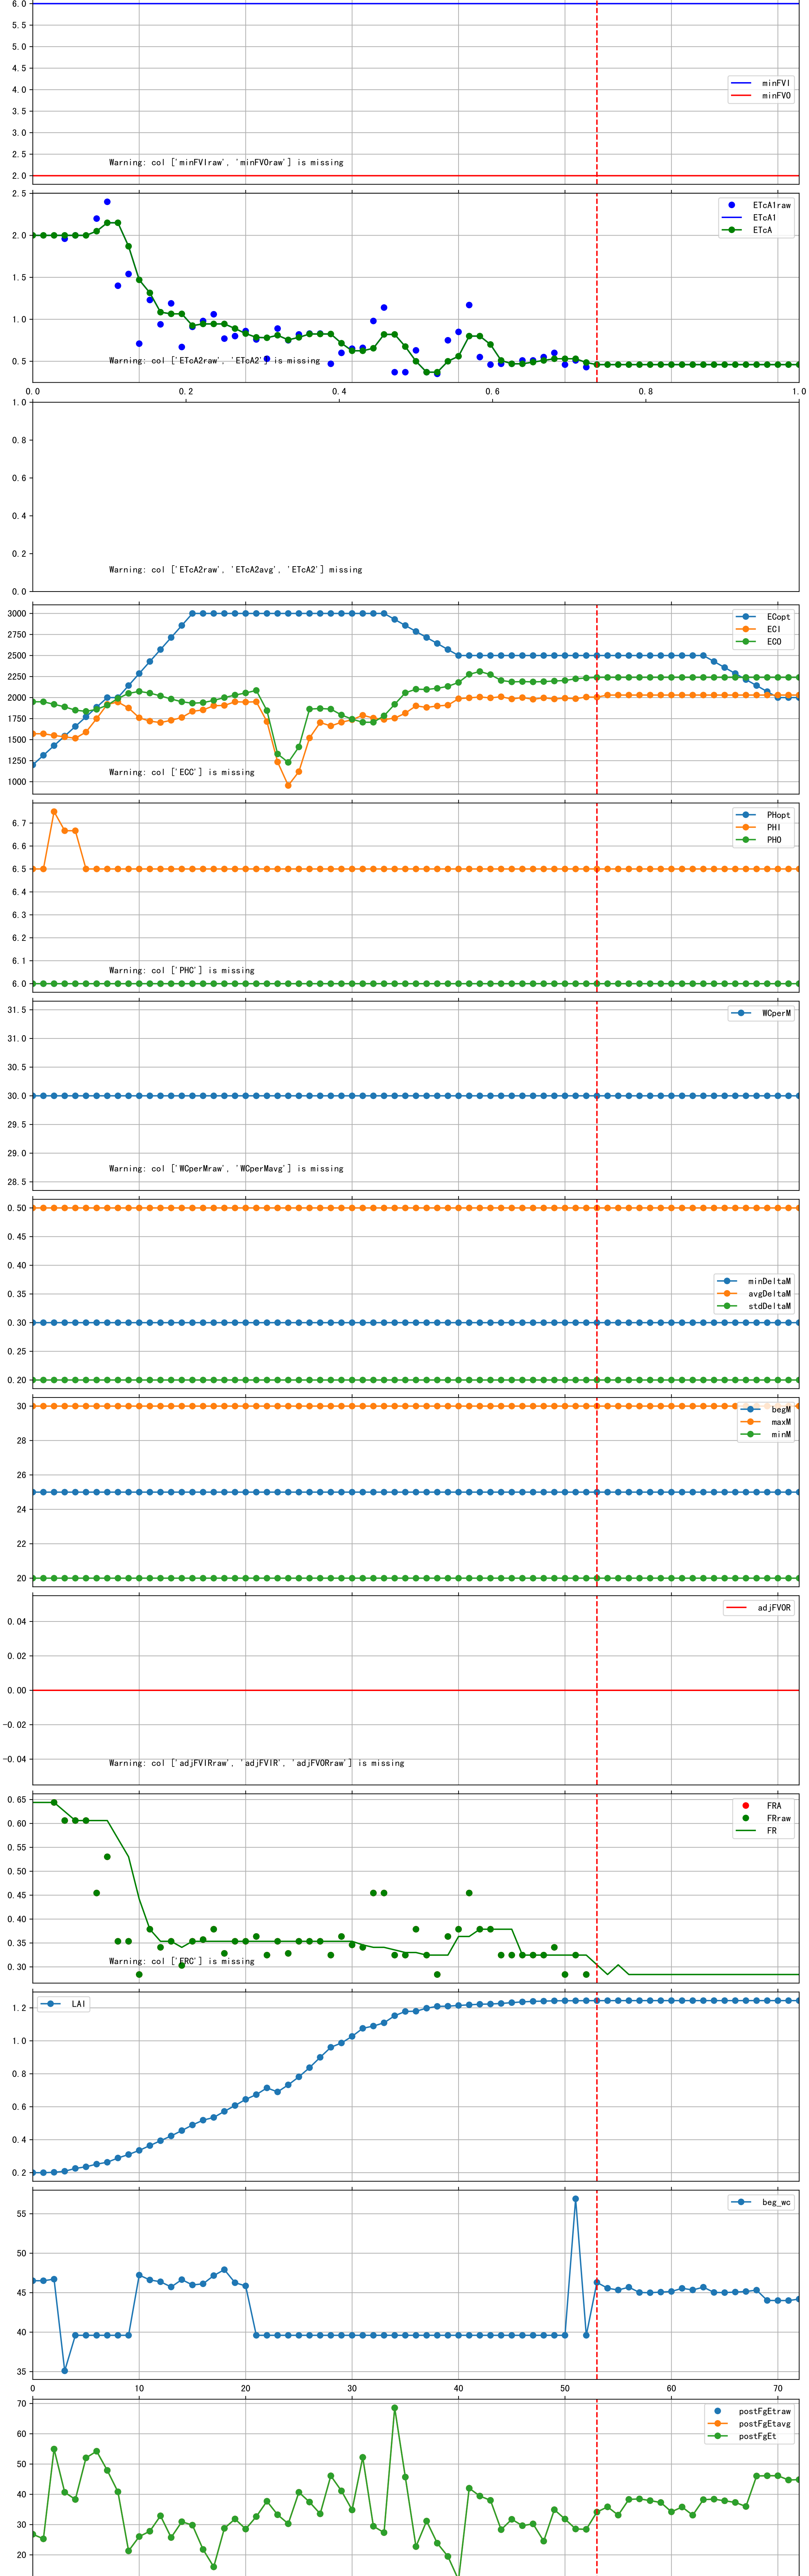 6.0
5.5
5.0
4.5
4.0
3.5
3.0
2.5
2.0
minFVI
minFVO
Warning: col ['minFVIraw', 'minFVOraw'] is missing
2.5
2.0
1.5
1.0
0.5
ETcA1raw
ETcA1
ETcA
Warning: col ['ETcA2raw', 'ETcA2'] is missing
0.0 0.2 0.4 0.6 0.8 1.0
1.0
0.8
0.6
0.4
0.2
0.0
Warning: col ['ETcA2raw', 'ETcA2avg', 'ETcA2'] missing
3000
2750
2500
2250
2000
1750
1500
1250
1000
ECopt
ECI
ECO
Warning: col ['ECC'] is missing
6.7
6.6
6.5
6.4
6.3
6.2
6.1
6.0
PHopt
PHI
PHO
Warning: col ['PHC'] is missing
31.5
31.0
30.5
30.0
29.5
29.0
28.5
WCperM
Warning: col ['WCperMraw', 'WCperMavg'] is missing
0.50
0.45
0.40
0.35
0.30
0.25
0.20
minDeltaM
avgDeltaM
stdDeltaM
30
28
26
24
22
20
begM
maxM
minM
0.04
0.02
0.00
−0.02
−0.04
adjFVOR
Warning: col ['adjFVIRraw', 'adjFVIR', 'adjFVORraw'] is missing
0.65
0.60
0.55
0.50
0.45
0.40
0.35
0.30
FRA
FRraw
FR
Warning: col ['FRC'] is missing
1.2
1.0
0.8
0.6
0.4
0.2
LAI
55
50
45
40
35
beg_wc
0 10 20 30 40 50 60 70
70
60
50
40
30
20
postFgEtraw
postFgEtavg
postFgEt